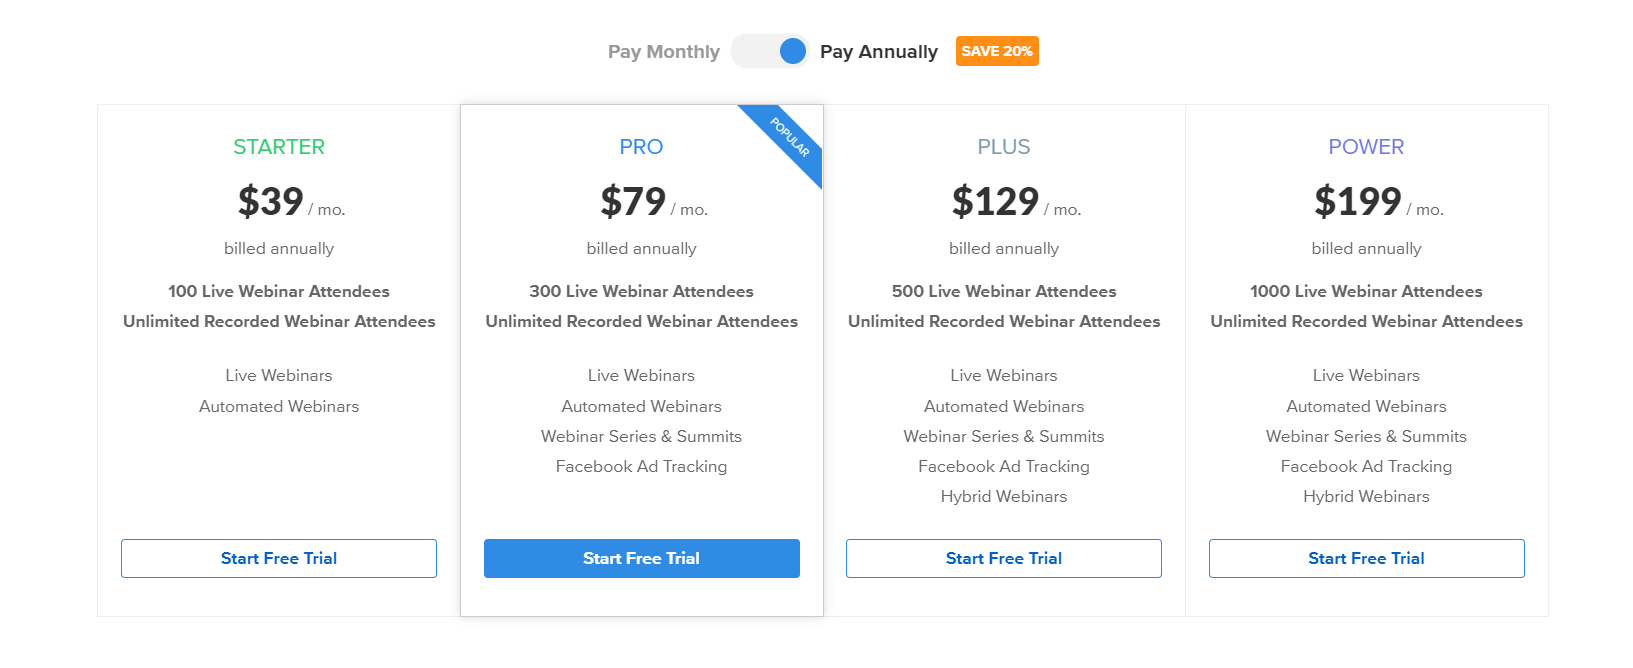 Pay Monthly Pay Annually SAVE 20%
STARTER
$39 / mo.
billed annually
100 Live Webinar Attendees
Unlimited Recorded Webinar Attendees
Live Webinars
Automated Webinars
Start Free Trial
POPULAR
PRO
$79 / mo.
billed annually
300 Live Webinar Attendees
Unlimited Recorded Webinar Attendees
Live Webinars
Automated Webinars
Webinar Series & Summits
Facebook Ad Tracking
Start Free Trial
PLUS
$129 / mo.
billed annually
500 Live Webinar Attendees
Unlimited Recorded Webinar Attendees
Live Webinars
Automated Webinars
Webinar Series & Summits
Facebook Ad Tracking
Hybrid Webinars
Start Free Trial
POWER
$199 / mo.
billed annually
1000 Live Webinar Attendees
Unlimited Recorded Webinar Attendees
Live Webinars
Automated Webinars
Webinar Series & Summits
Facebook Ad Tracking
Hybrid Webinars
Start Free Trial